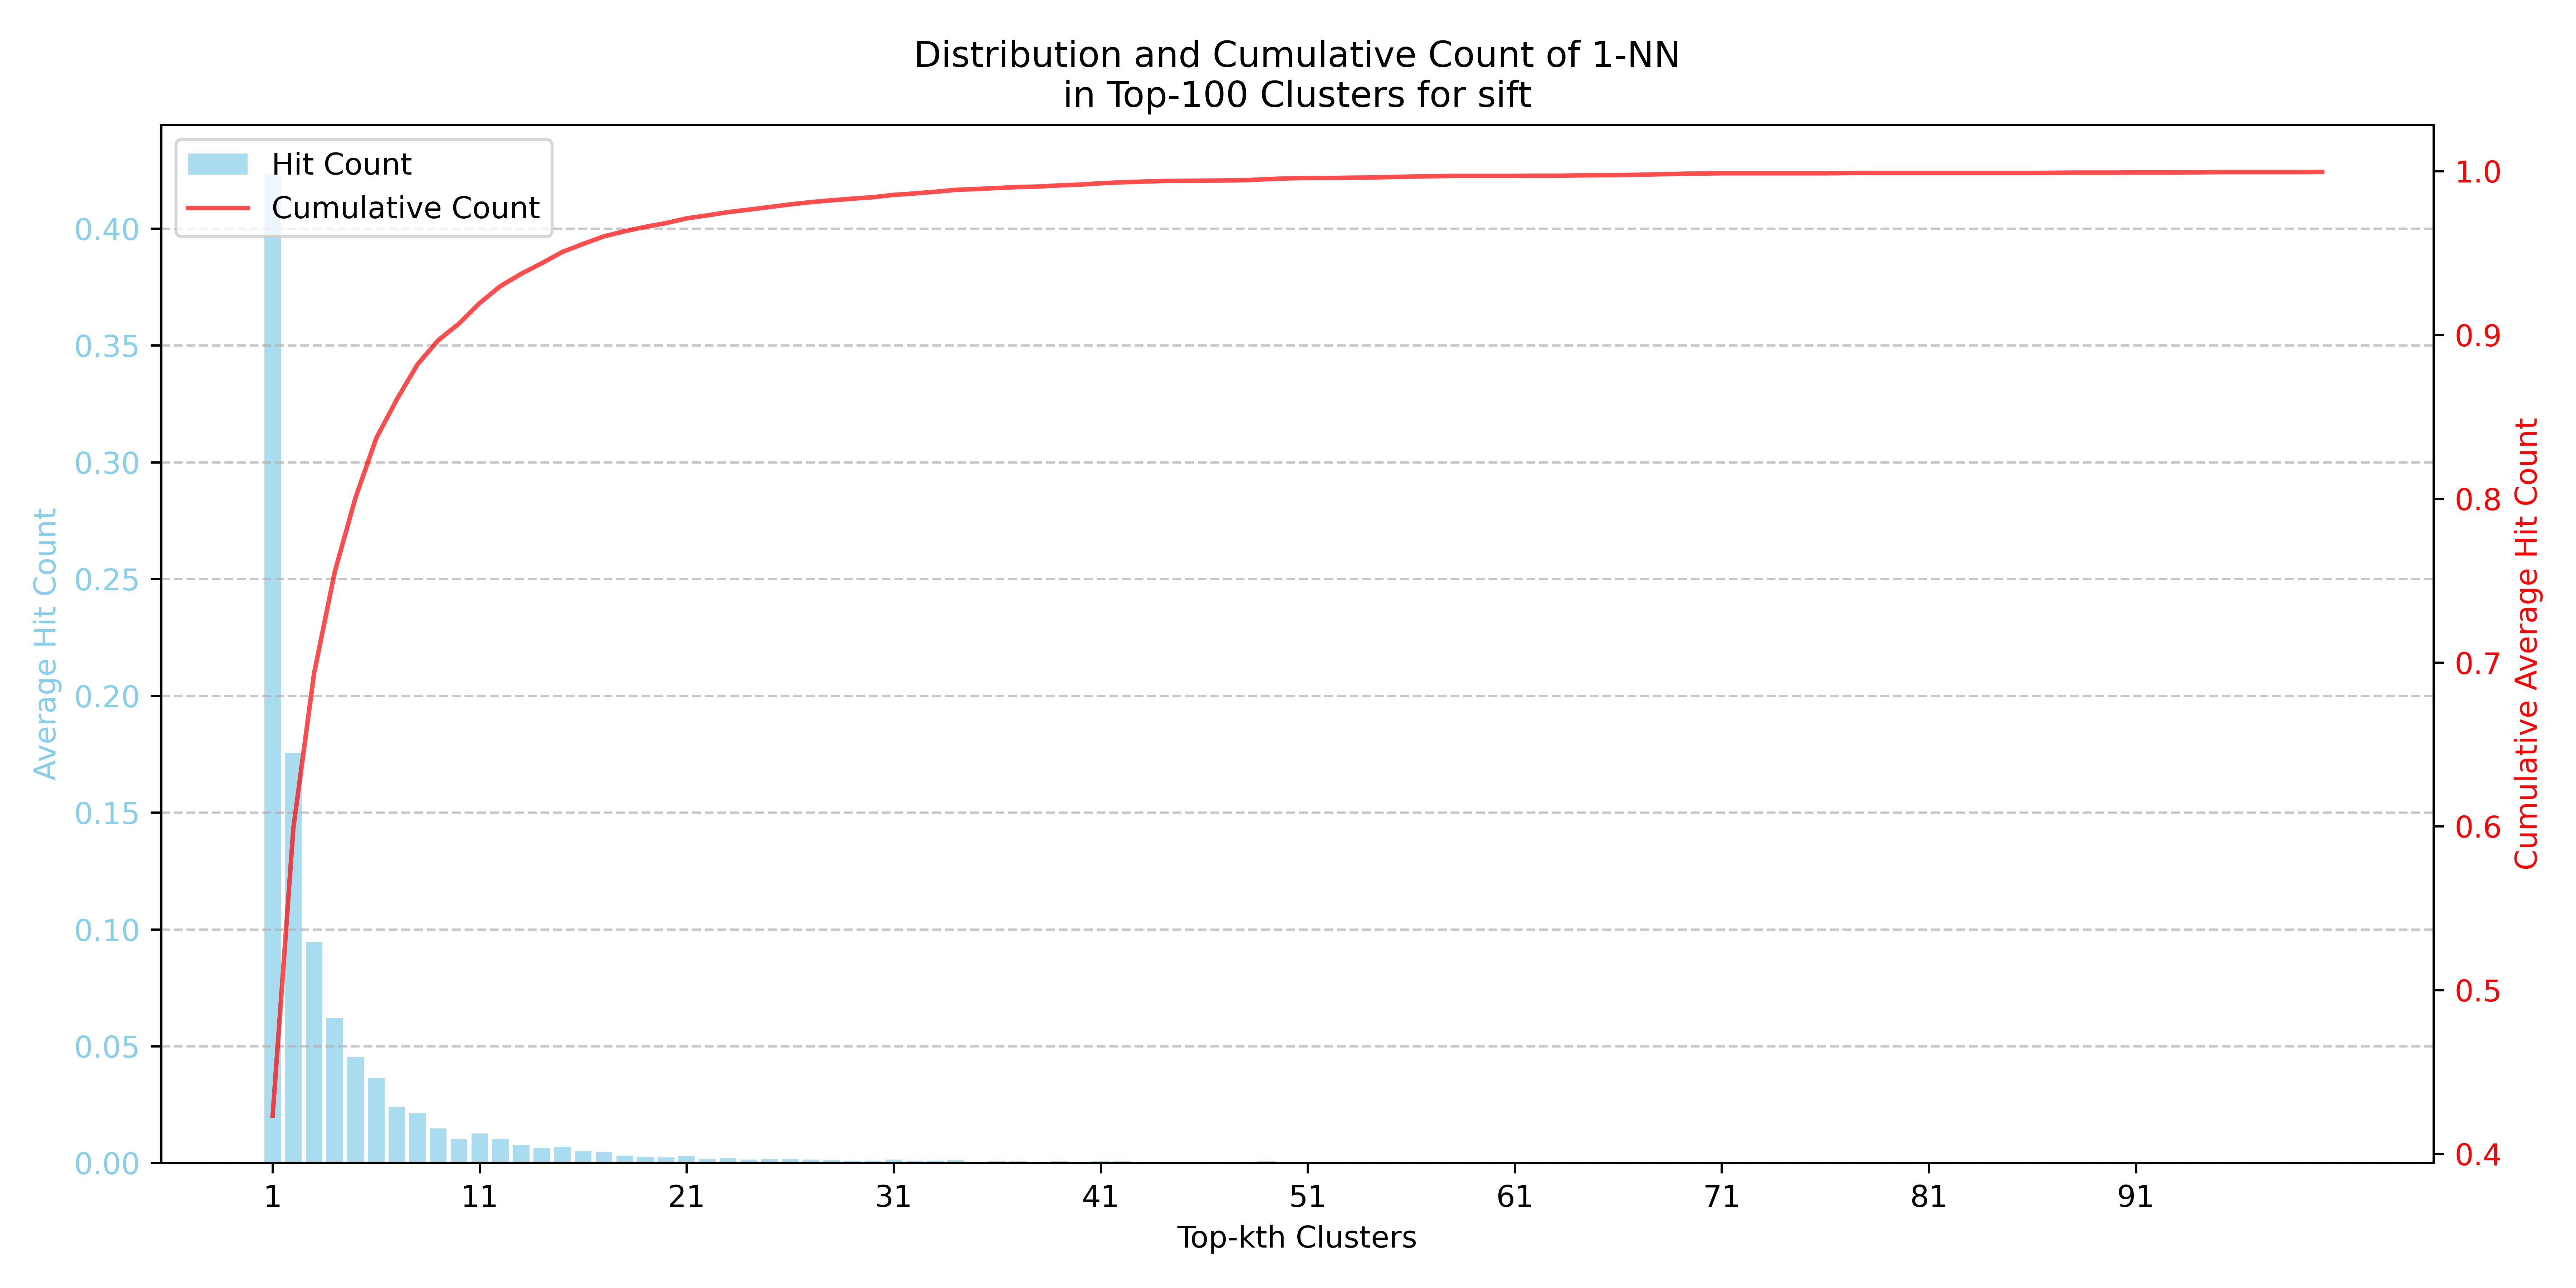 Distribution and Cumulative Count of 1-NN
in Top-100 Clusters for sift
Hit Count
Cumulative Count
Average Hit Count
0.40
0.35
0.30
0.25
0.20
0.15
0.10
0.05
0.00
1.0
0.9
0.8
0.7
0.6
0.5
0.4
Cumulative Average Hit Count
1 11 21 31 41 51 61 71 81 91
Top-kth Clusters